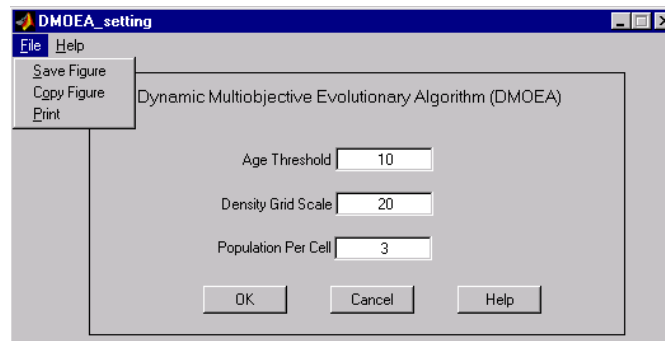 DMOEA_setting
File Help
Save Figure
Copy Figure
Print
Dynamic Multiobjective Evolutionary Algorithm (DMOEA)
Age Threshold 10
Density Grid Scale 20
Population Per Cell 3
OK Cancel Help